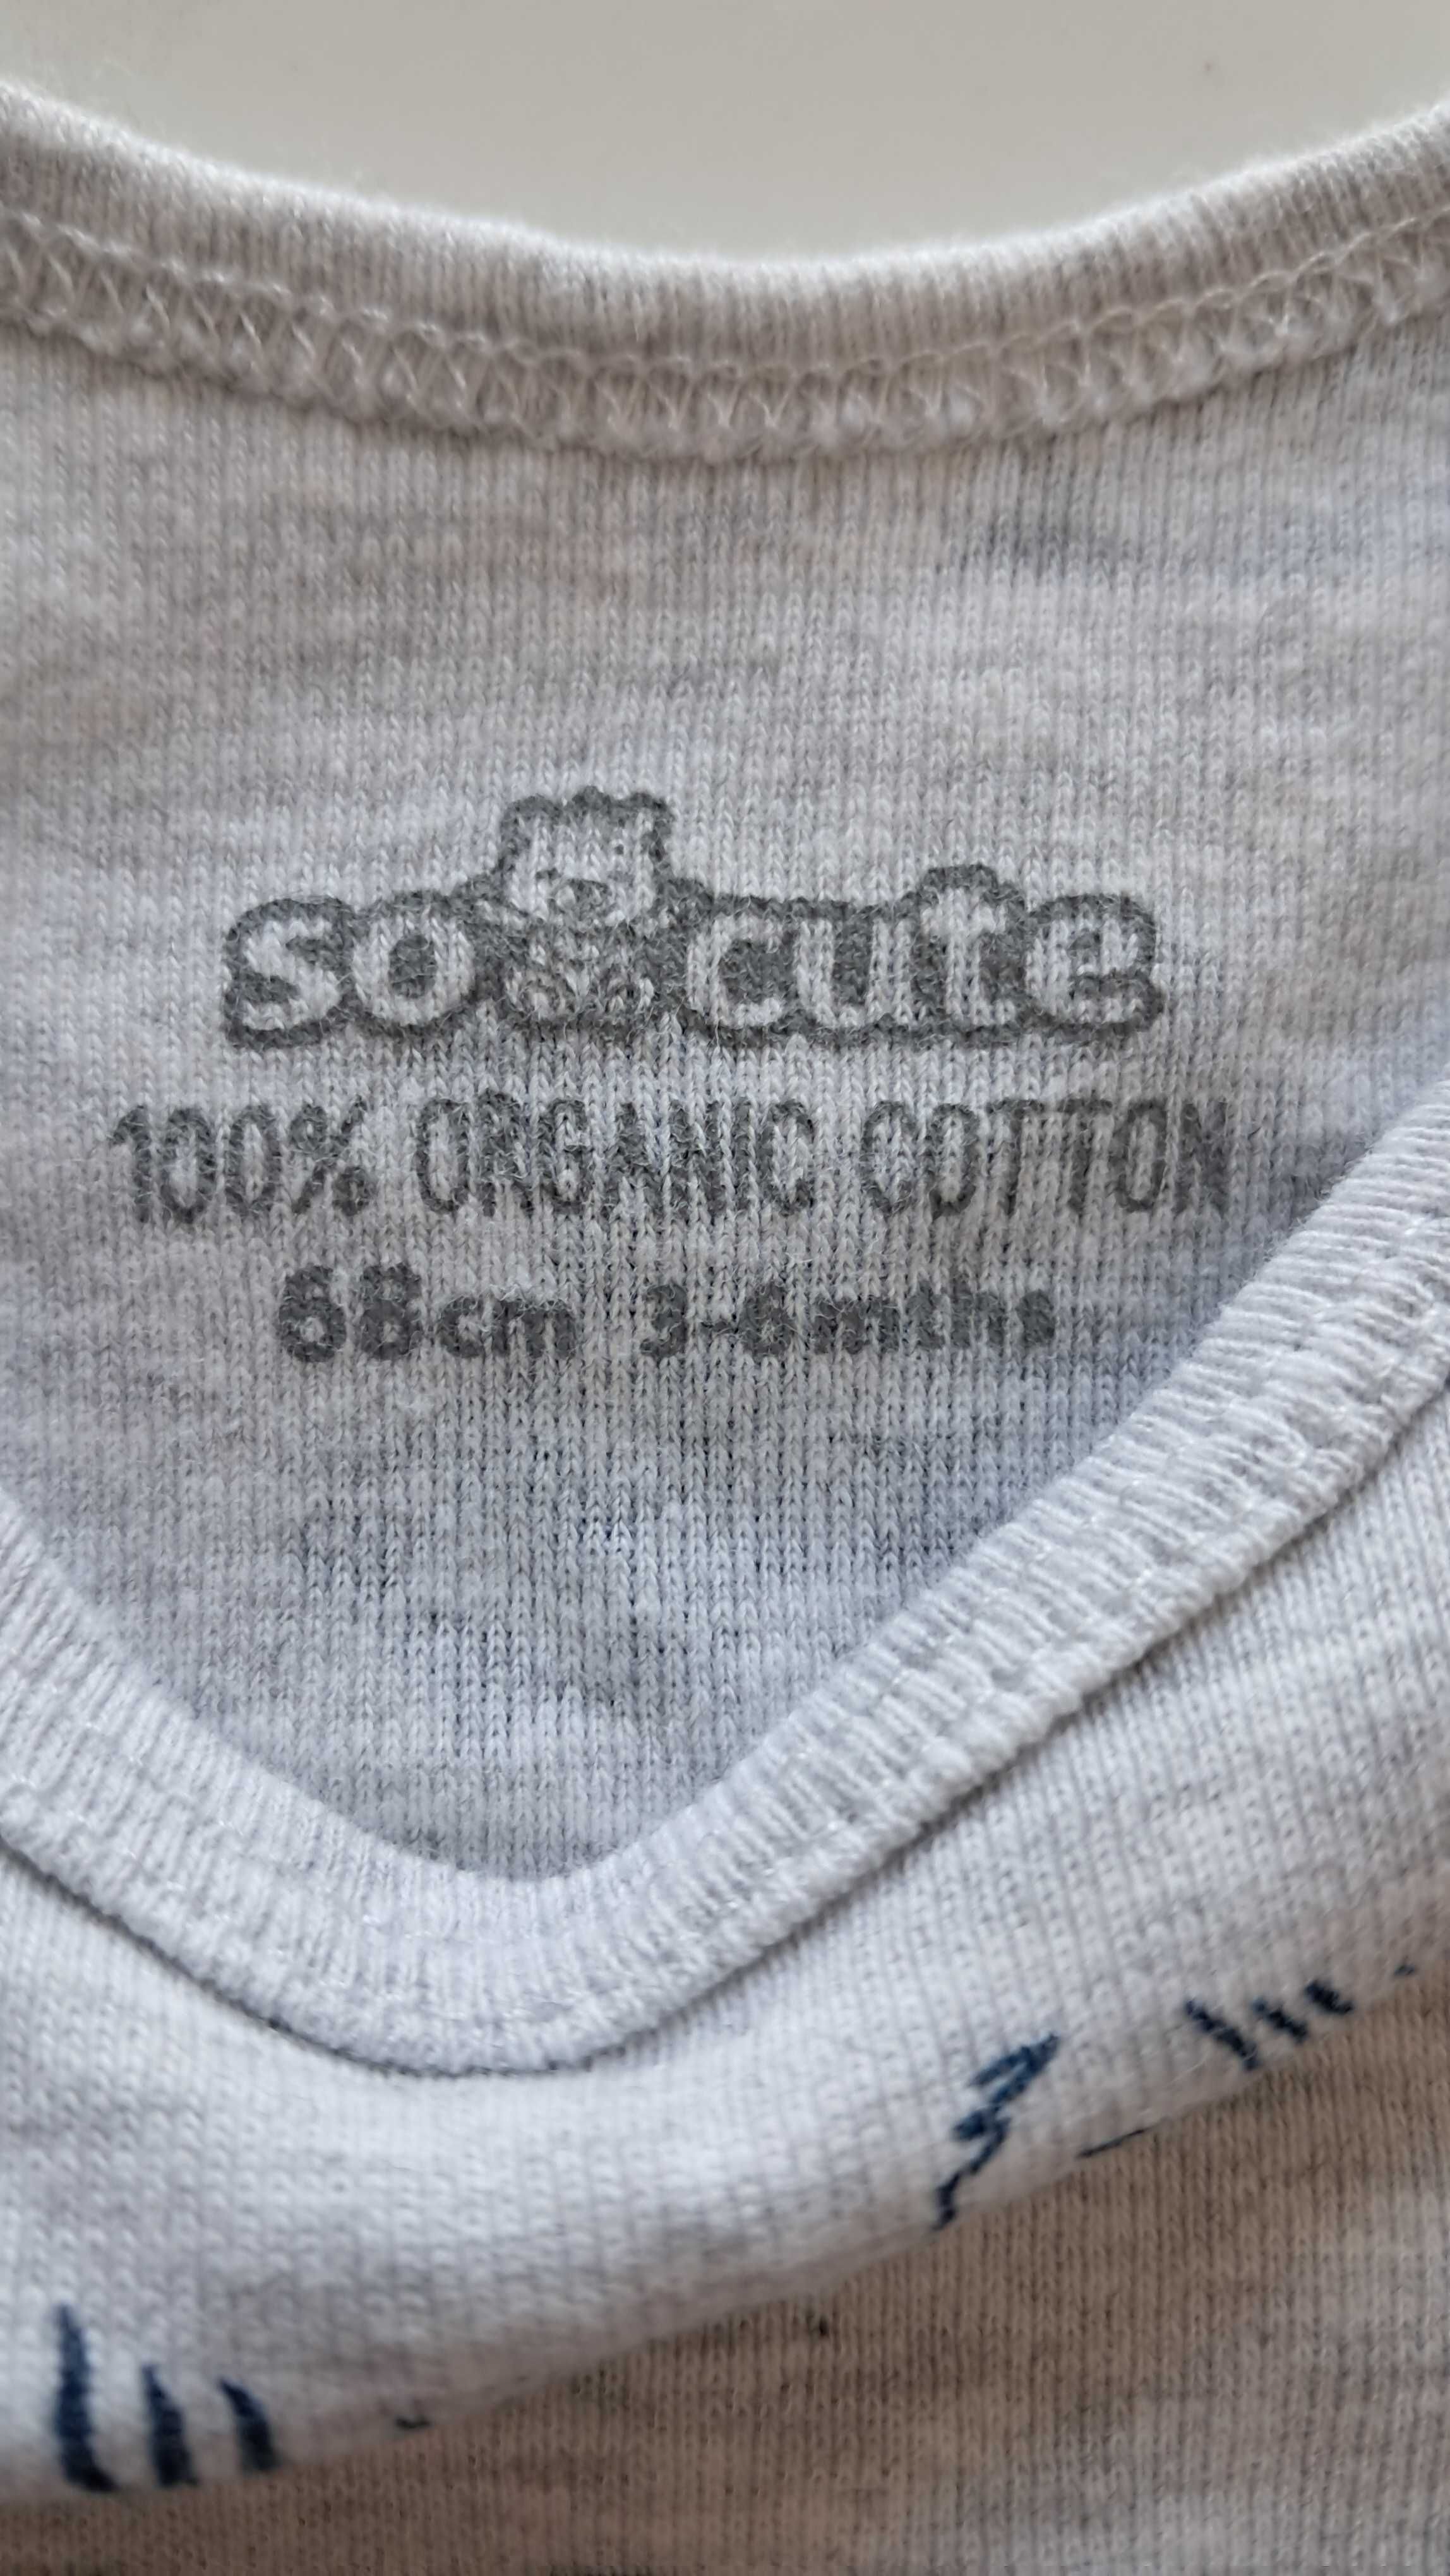 so cute
100% ORGANIC COTTON
68cm 3-6mths